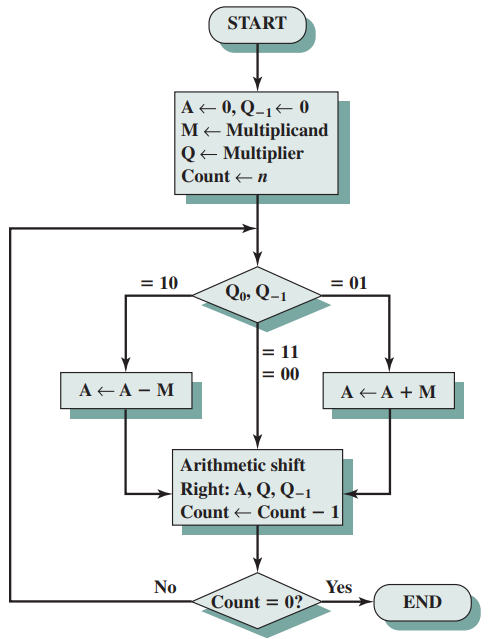 START
A ← 0, Q₋₁ ← 0
M ← Multiplicand
Q ← Multiplier
Count ← n
= 10
Q₀, Q₋₁
= 01
= 11
= 00
A ← A − M
A ← A + M
Arithmetic shift
Right: A, Q, Q₋₁
Count ← Count − 1
No
Count = 0?
Yes
END